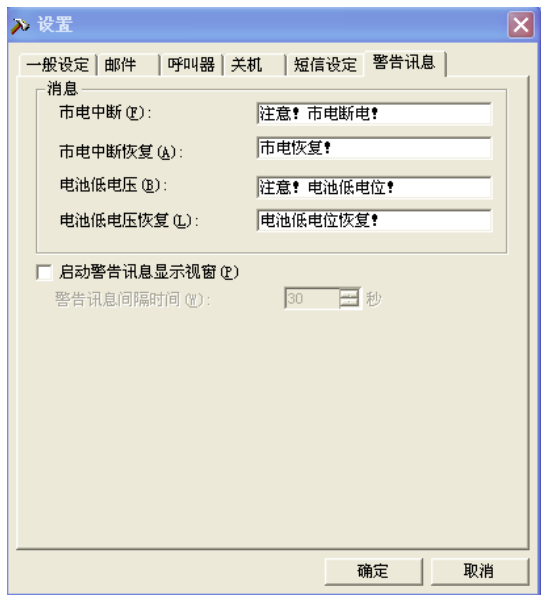 设置
一般设定 邮件 呼叫器 关机 短信设定 警告讯息
消息
市电中断(F): 注意！市电断电！
市电中断恢复(A): 市电恢复！
电池低电压(B): 注意！电池低电位！
电池低电压恢复(L): 电池低电位恢复！
启动警告讯息显示视窗(P)
警告讯息间隔时间(W): 30 秒
确定 取消